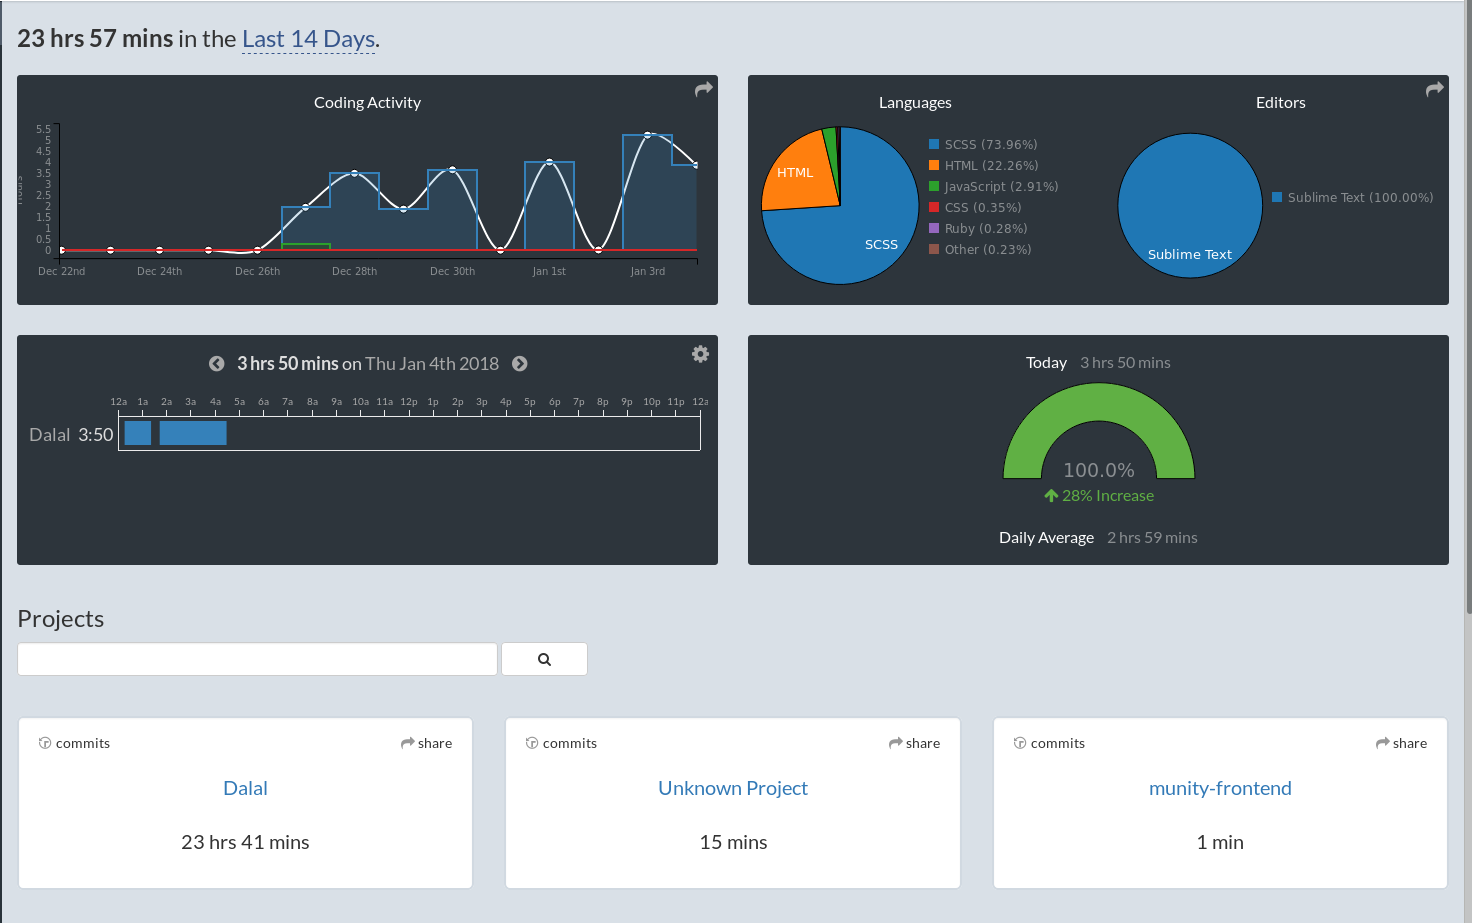 23 hrs 57 mins in the Last 14 Days.
Coding Activity
5.5
5
4.5
4
3.5
3
2.5
2
1.5
1
0.5
0
Dec 22nd Dec 24th Dec 26th Dec 28th Dec 30th Jan 1st Jan 3rd
Languages
HTML
SCSS
SCSS (73.96%)
HTML (22.26%)
JavaScript (2.91%)
CSS (0.35%)
Ruby (0.28%)
Other (0.23%)
Editors
Sublime Text
Sublime Text (100.00%)
3 hrs 50 mins on Thu Jan 4th 2018
12a 1a 2a 3a 4a 5a 6a 7a 8a 9a 10a 11a 12p 1p 2p 3p 4p 5p 6p 7p 8p 9p 10p 11p 12a
Dalal 3:50
Today 3 hrs 50 mins
100.0%
28% Increase
Daily Average 2 hrs 59 mins
Projects
commits share
Dalal
23 hrs 41 mins
commits share
Unknown Project
15 mins
commits share
munity-frontend
1 min